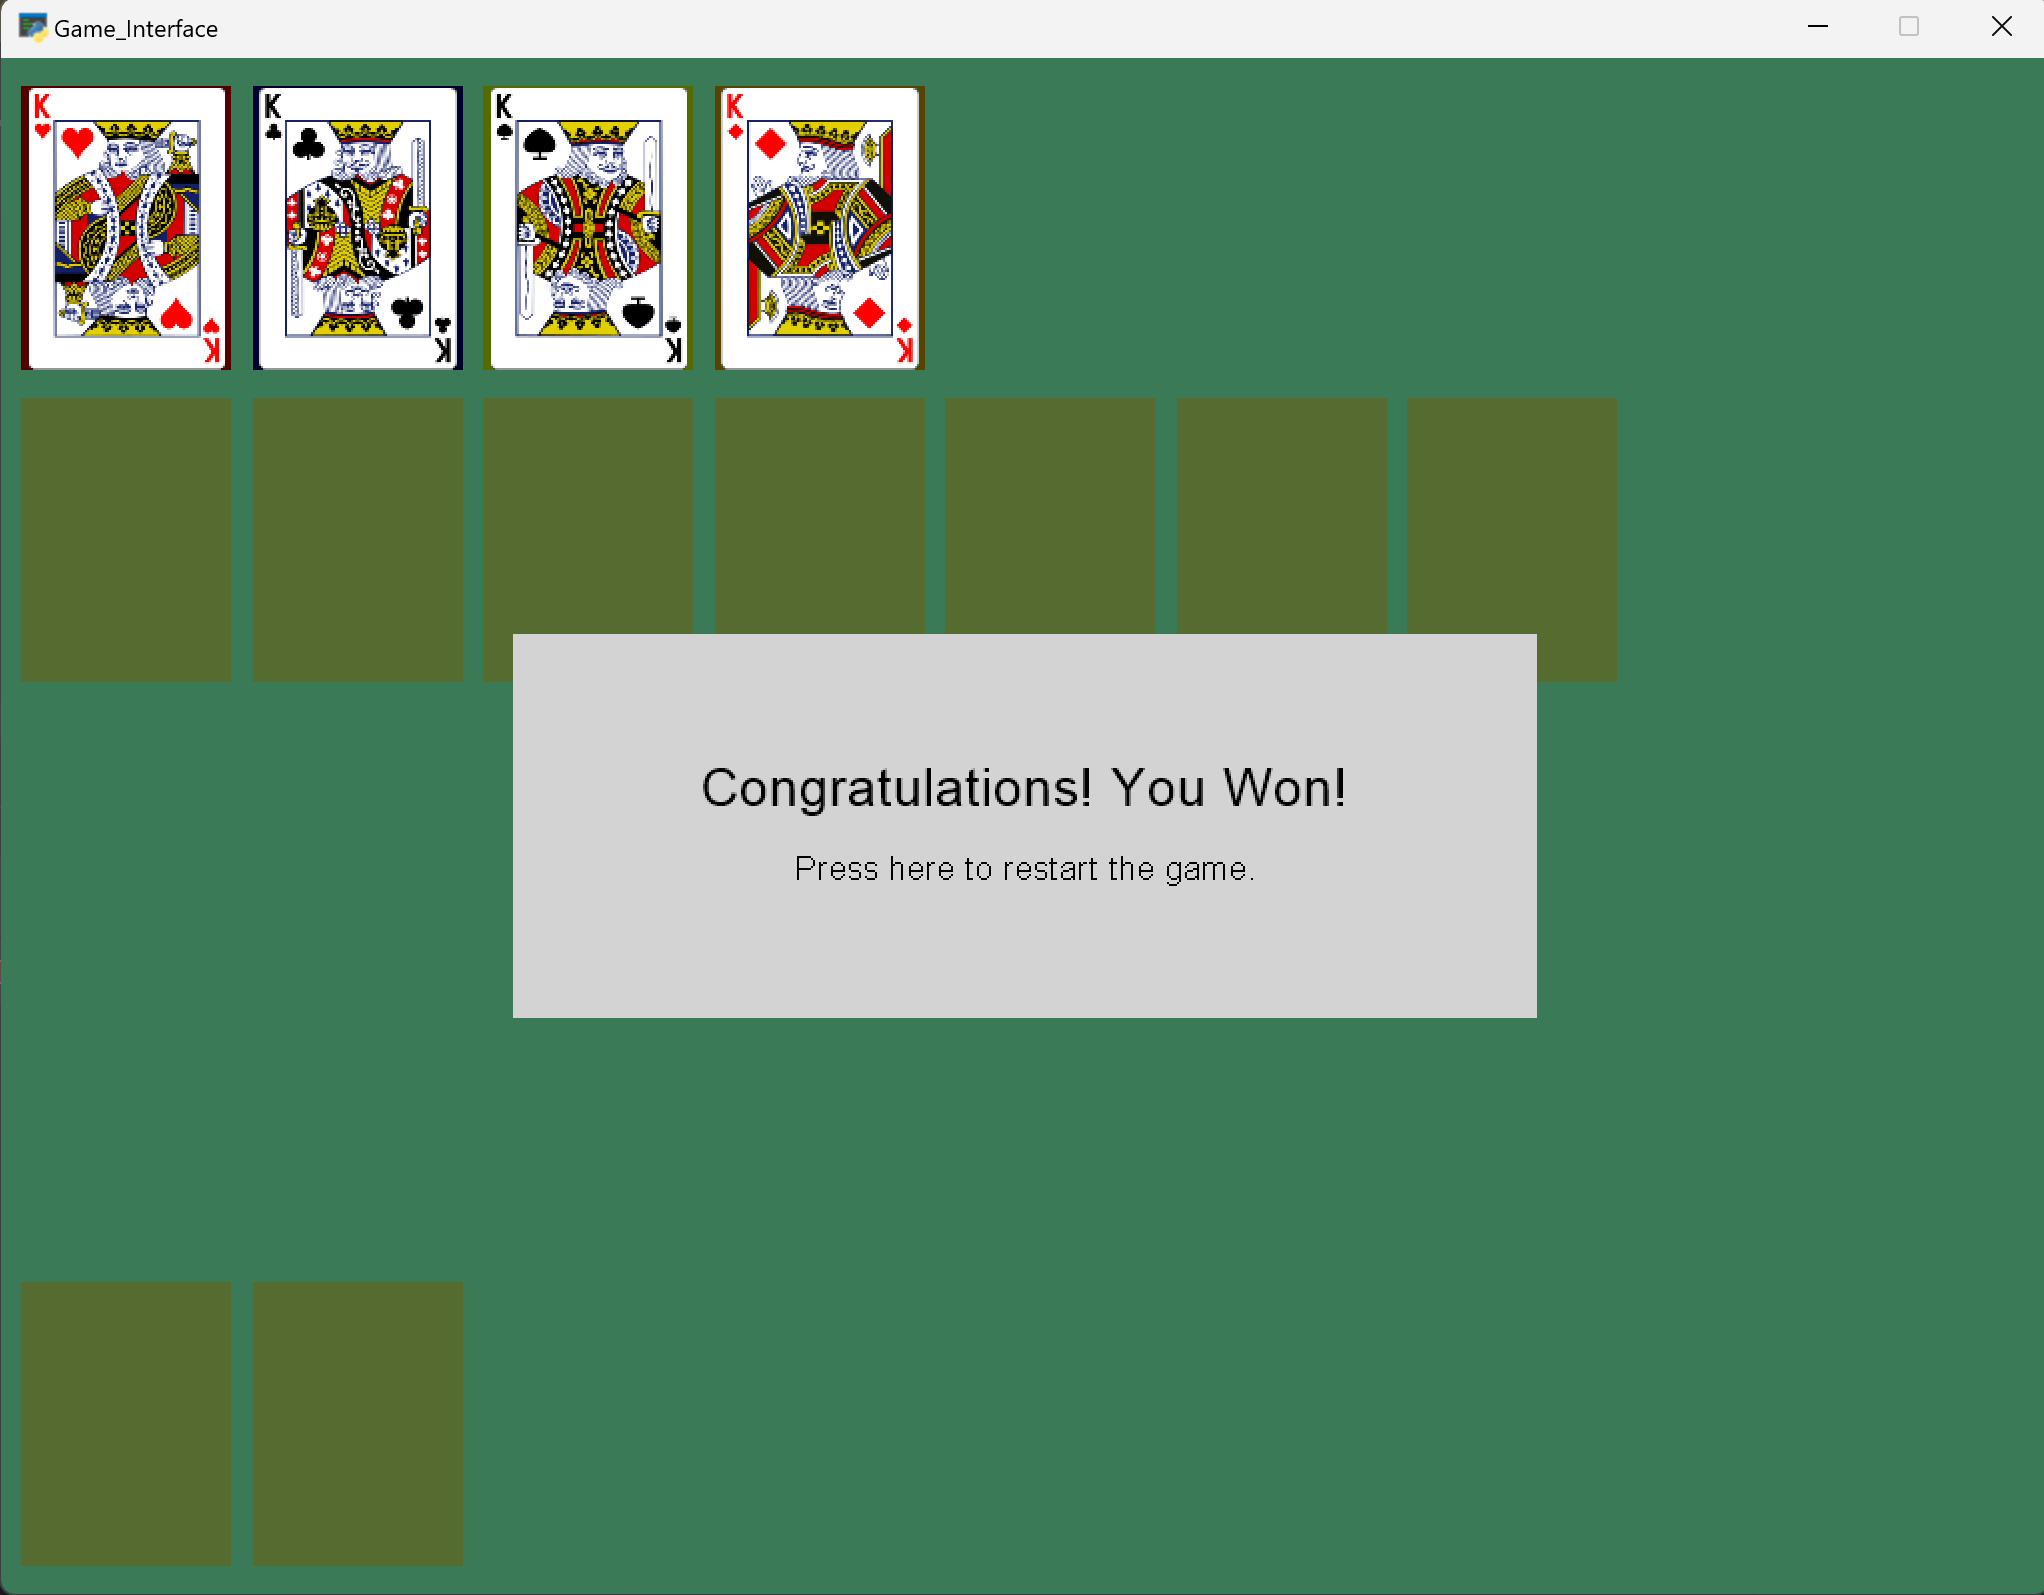 Game_Interface
K K K K
K K K K
Congratulations! You Won!
Press here to restart the game.